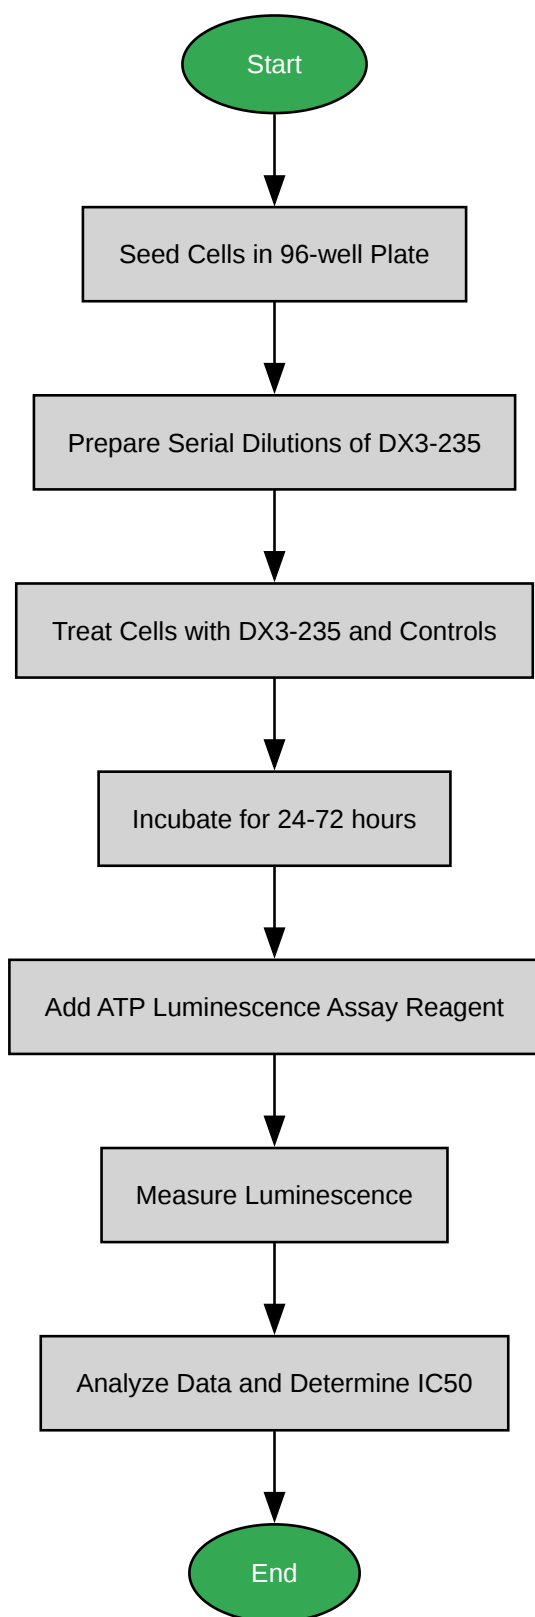 Start
Seed Cells in 96-well Plate
Prepare Serial Dilutions of DX3-235
Treat Cells with DX3-235 and Controls
Incubate for 24-72 hours
Add ATP Luminescence Assay Reagent
Measure Luminescence
Analyze Data and Determine IC50
End